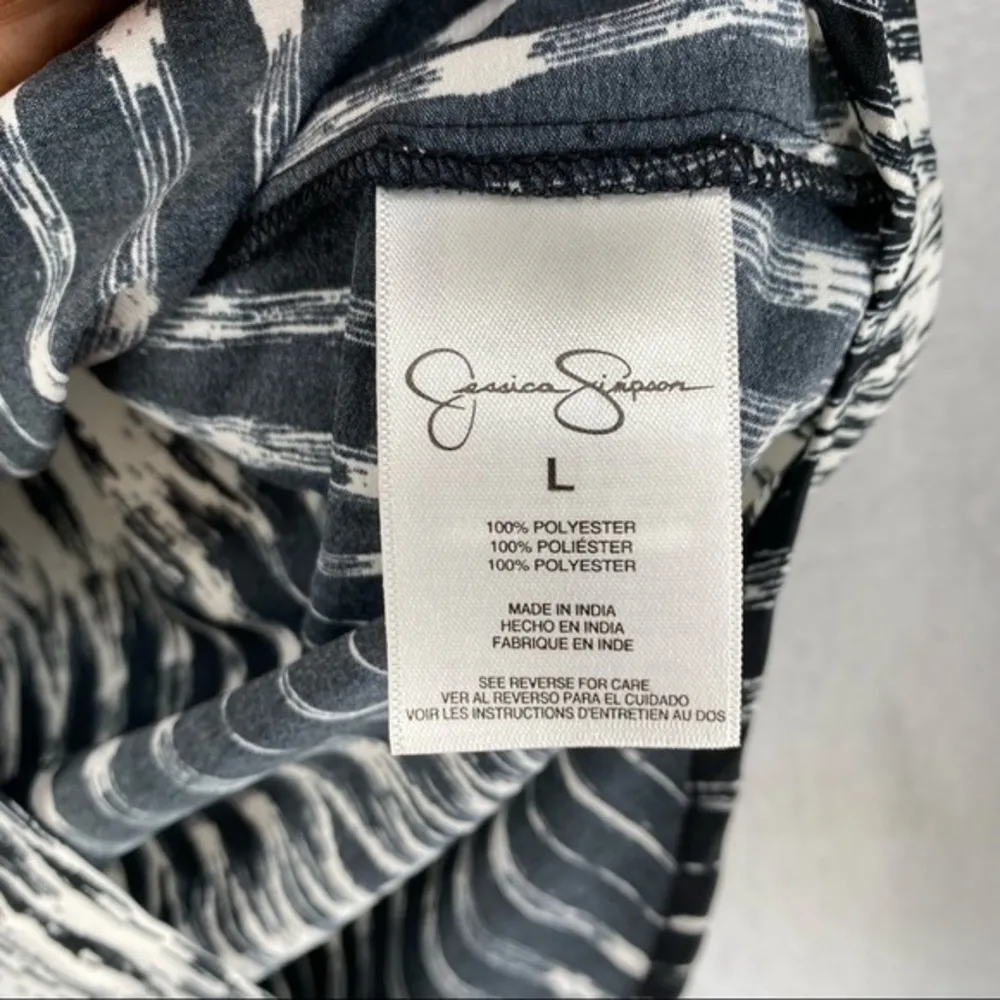 Jessica Simpson
L
100% POLYESTER
100% POLIÉSTER
100% POLYESTER
MADE IN INDIA
HECHO EN INDIA
FABRIQUE EN INDE
SEE REVERSE FOR CARE
VER AL REVERSO PARA EL CUIDADO
VOIR LES INSTRUCTIONS D'ENTRETIEN AU DOS